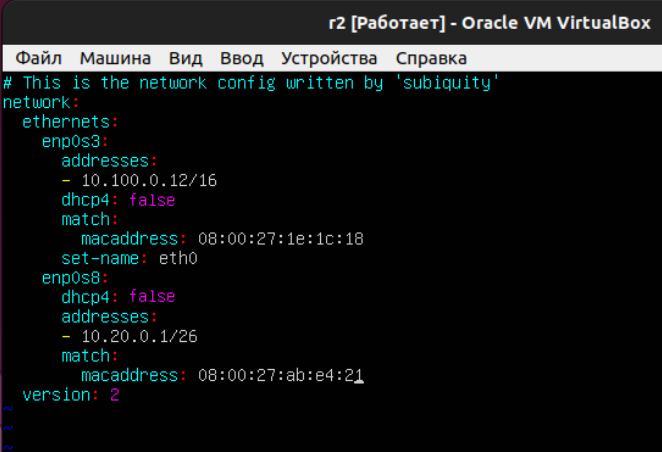 r2 [Работает] - Oracle VM VirtualBox
Файл Машина Вид Ввод Устройства Справка
# This is the network config written by 'subiquity'
network:
  ethernets:
    enp0s3:
      addresses:
      - 10.100.0.12/16
      dhcp4: false
      match:
        macaddress: 08:00:27:1e:1c:18
      set-name: eth0
    enp0s8:
      dhcp4: false
      addresses:
      - 10.20.0.1/26
      match:
        macaddress: 08:00:27:ab:e4:21
  version: 2
~
~
~